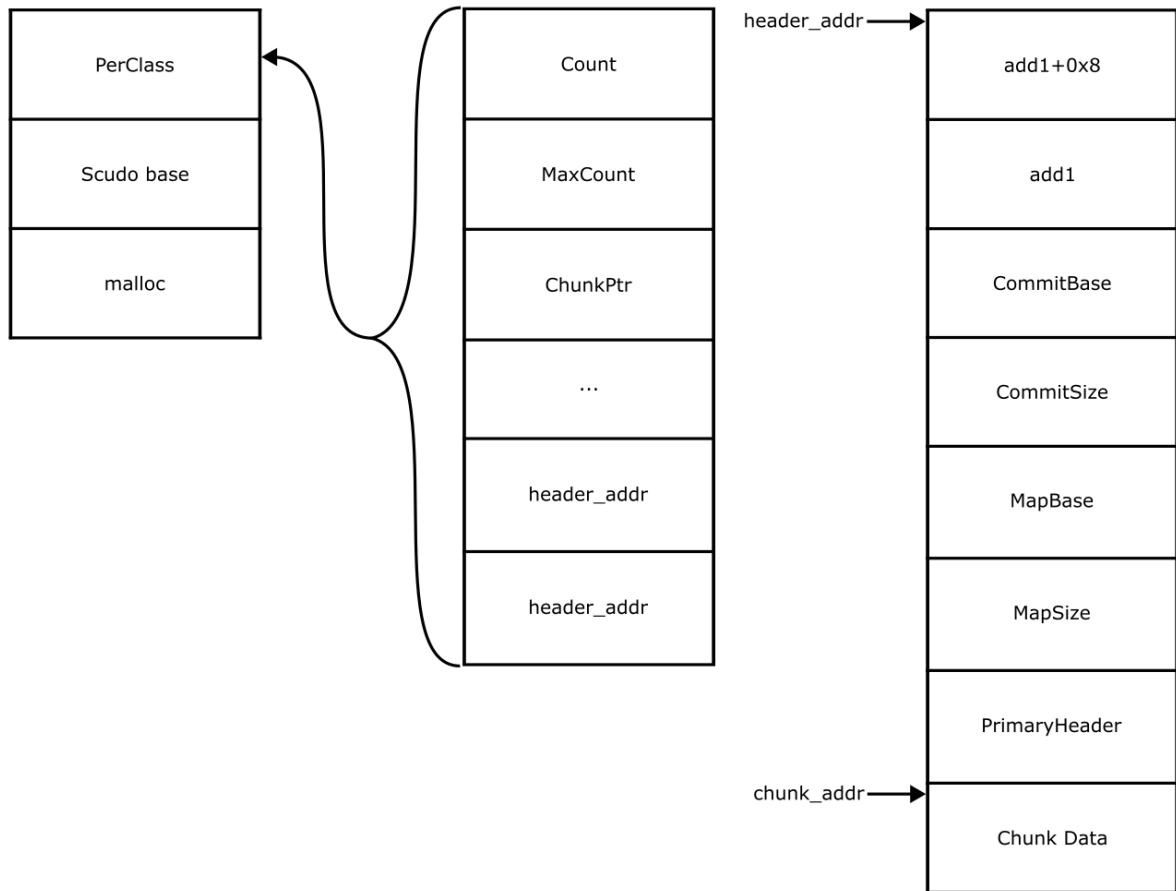 PerClass
Scudo base
malloc
Count
MaxCount
ChunkPtr
...
header_addr
header_addr
header_addr
add1+0x8
add1
CommitBase
CommitSize
MapBase
MapSize
PrimaryHeader
chunk_addr
Chunk Data